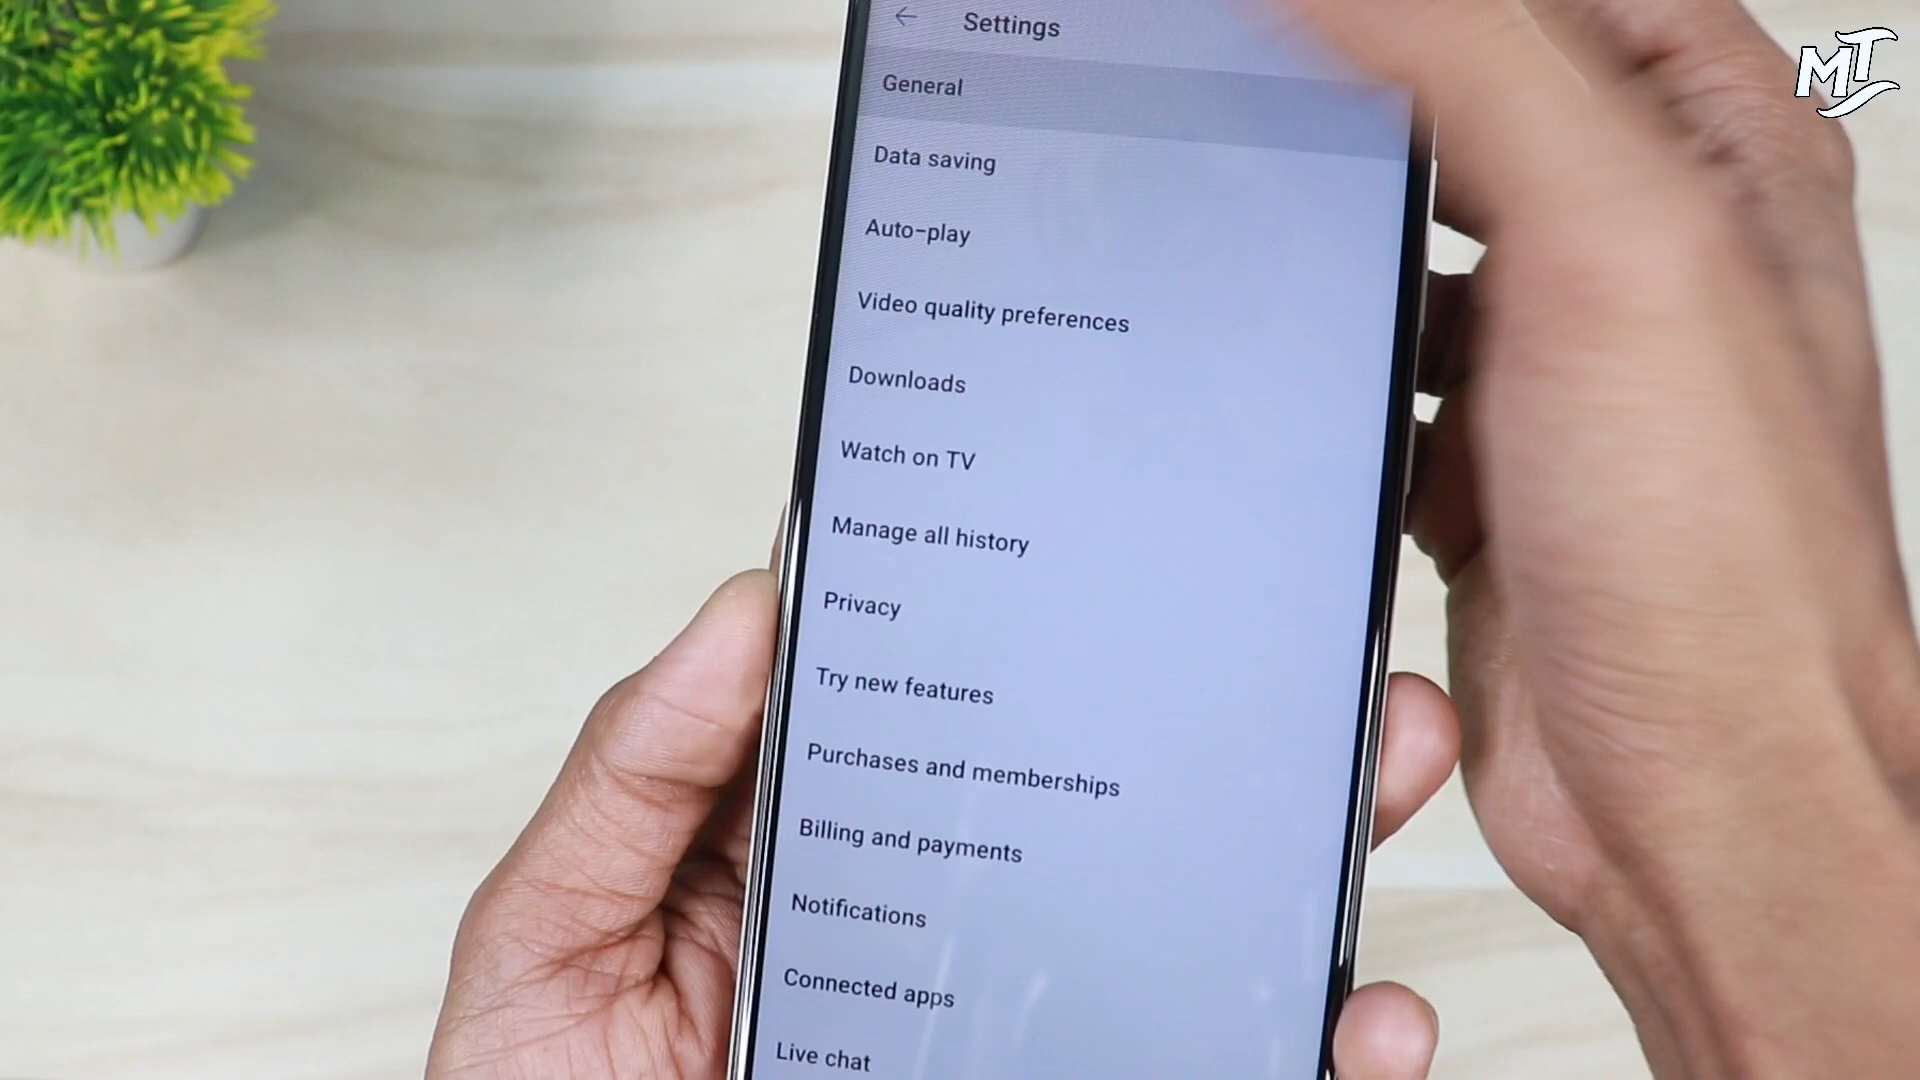 MT
Settings
General
Data saving
Auto-play
Video quality preferences
Downloads
Watch on TV
Manage all history
Privacy
Try new features
Purchases and memberships
Billing and payments
Notifications
Connected apps
Live chat